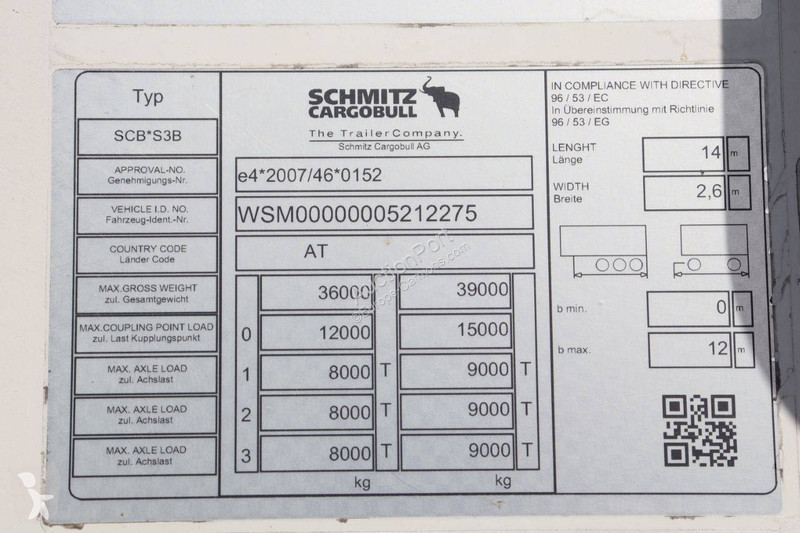 Typ
SCHMITZ
CARGOBULL
The TrailerCompany.
Schmitz Cargobull AG
IN COMPLIANCE WITH DIRECTIVE
96 / 53 / EC
In Übereinstimmung mit Richtlinie
96 / 53 / EG
SCB*S3B
APPROVAL-NO.
Genehmigungs-Nr.
e4*2007/46*0152
LENGHT
Länge
14 m
VEHICLE I.D. NO.
Fahrzeug-Ident.-Nr.
WSM00000005212275
WIDTH
Breite
2,6 m
COUNTRY CODE
Länder Code
AT
MAX.GROSS WEIGHT
zul. Gesamtgewicht
36000 39000
b min. 0 m
MAX.COUPLING POINT LOAD
zul. Last Kupplungspunkt
0 12000 15000
b max. 12 m
MAX. AXLE LOAD
zul. Achslast
1 8000 T 9000 T
MAX. AXLE LOAD
zul. Achslast
2 8000 T 9000 T
MAX. AXLE LOAD
zul. Achslast
3 8000 T 9000 T
kg kg
AuctionPort